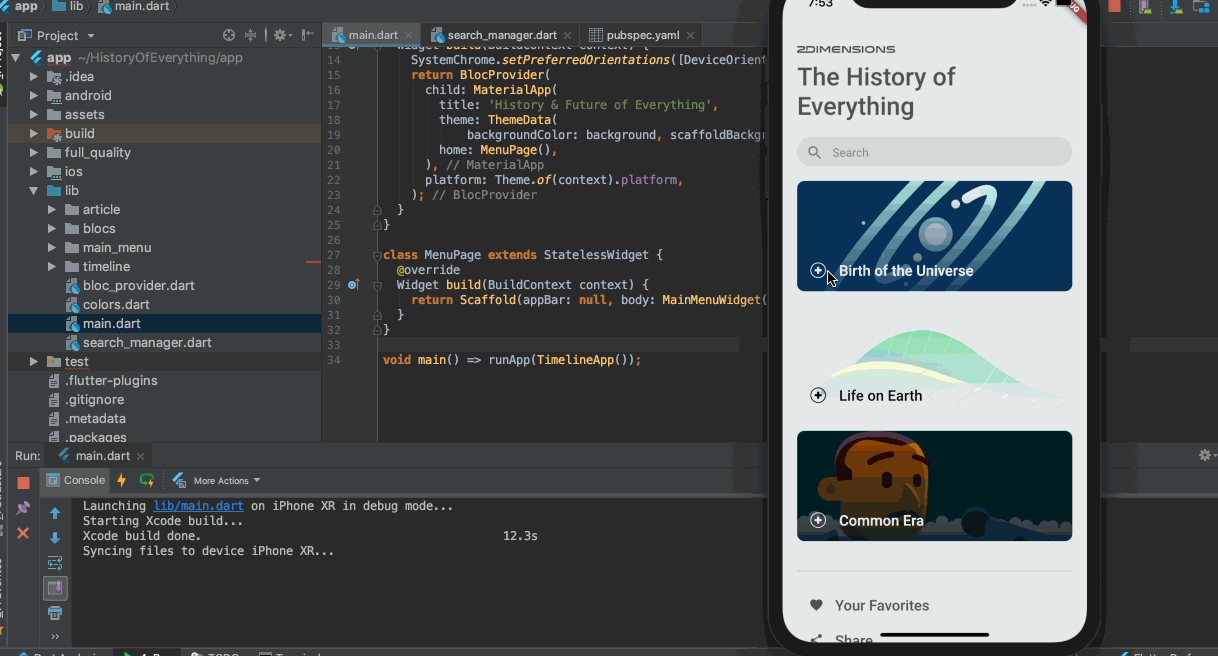 app
lib
main.dart
Project
main.dart
search_manager.dart
pubspec.yaml
app ~/HistoryOfEverything/app
.idea
android
assets
build
full_quality
ios
lib
article
blocs
main_menu
timeline
bloc_provider.dart
colors.dart
main.dart
search_manager.dart
test
.flutter-plugins
.gitignore
.metadata
.packages
13 Widget build(BuildContext context) {
14 SystemChrome.setPreferredOrientations([DeviceOrient
15 return BlocProvider(
16 child: MaterialApp(
17 title: 'History & Future of Everything',
18 theme: ThemeData(
19 backgroundColor: background, scaffoldBackgr
20 home: MenuPage(),
21 ), // MaterialApp
22 platform: Theme.of(context).platform,
23 ); // BlocProvider
24 }
25 }
26
27 class MenuPage extends StatelessWidget {
28 @override
29 Widget build(BuildContext context) {
30 return Scaffold(appBar: null, body: MainMenuWidget(
31 }
32 }
33
34 void main() => runApp(TimelineApp());
Run: main.dart
Console
More Actions
Launching lib/main.dart on iPhone XR in debug mode...
Starting Xcode build...
Xcode build done. 12.3s
Syncing files to device iPhone XR...
7:53
2DIMENSIONS
The History of
Everything
Search
Birth of the Universe
Life on Earth
Common Era
Your Favorites
Share